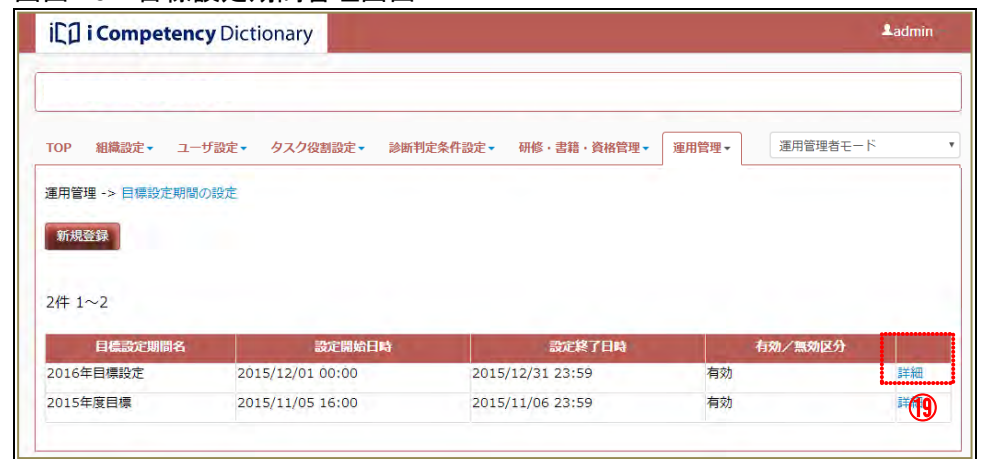 iCD i Competency Dictionary
admin
TOP 組織設定 ユーザ設定 タスク役割設定 診断判定条件設定 研修・書籍・資格管理 運用管理 運用管理者モード
運用管理 -> 目標設定期間の設定
新規登録
2件 1～2
目標設定期間名 設定開始日時 設定終了日時 有効／無効区分
2016年目標設定 2015/12/01 00:00 2015/12/31 23:59 有効 詳細
2015年度目標 2015/11/05 16:00 2015/11/06 23:59 有効 詳細
⑲